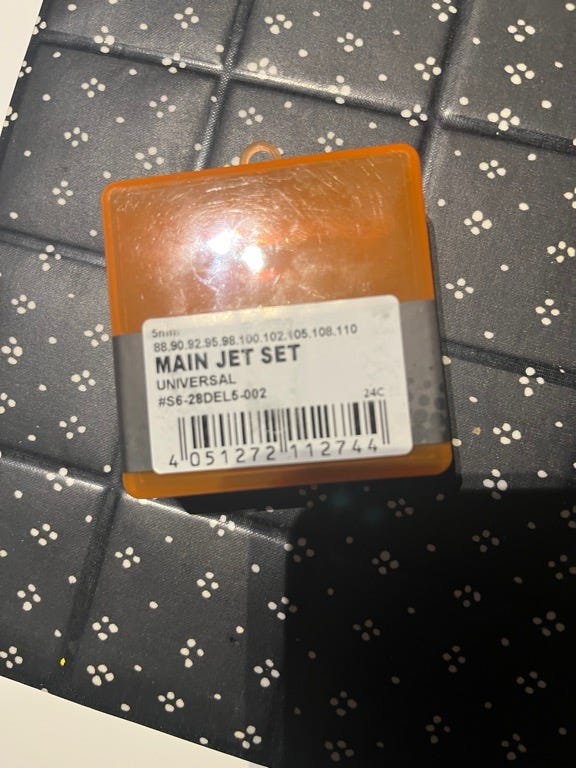 5mm
88.90.92.95.98.100.102.105.108.110
MAIN JET SET
UNIVERSAL
#S6-28DEL5-002
24C
4 051272 112744